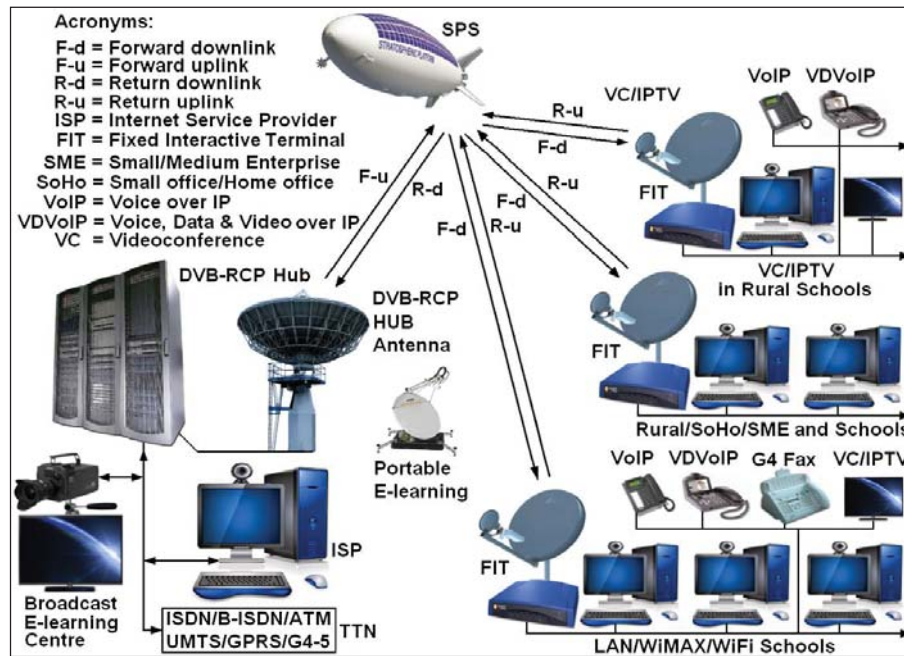 Acronyms:
F-d = Forward downlink
F-u = Forward uplink
R-d = Return downlink
R-u = Return uplink
ISP = Internet Service Provider
FIT = Fixed Interactive Terminal
SME = Small/Medium Enterprise
SoHo = Small office/Home office
VoIP = Voice over IP
VDVoIP = Voice, Data & Video over IP
VC = Videoconference
SPS
VC/IPTV
VoIP
VDVoIP
R-u
F-d
FIT
F-u
R-d
R-u
F-d
F-d
R-u
VC/IPTV
in Rural Schools
DVB-RCP Hub
DVB-RCP
HUB
Antenna
FIT
Rural/SoHo/SME and Schools
Portable
E-learning
VoIP
VDVoIP
G4 Fax
VC/IPTV
FIT
ISP
Broadcast
E-learning
Centre
ISDN/B-ISDN/ATM
UMTS/GPRS/G4-5
TTN
LAN/WiMAX/WiFi Schools